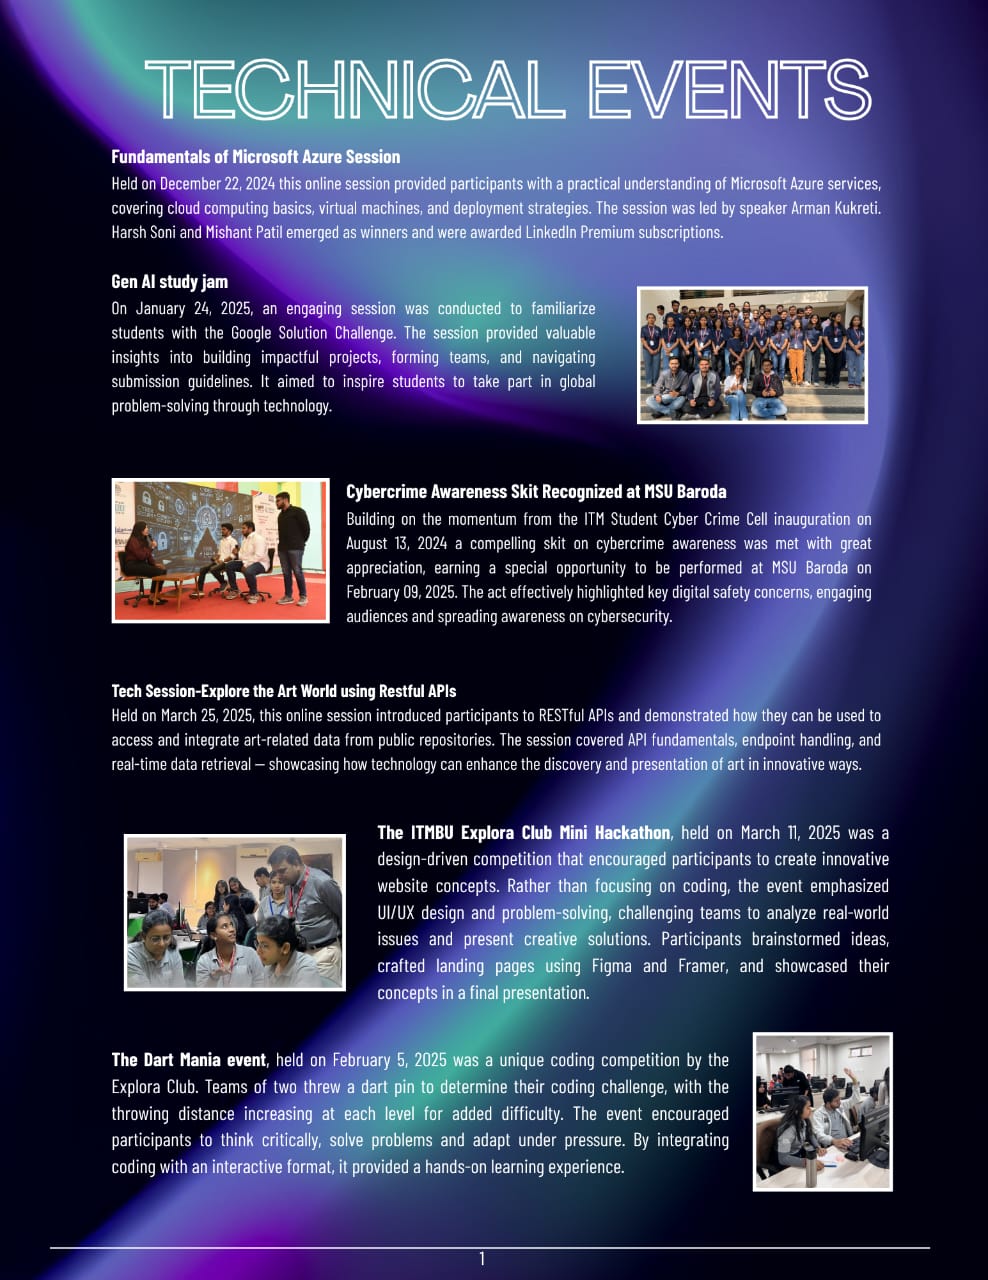 TECHNICAL EVENTS
Fundamentals of Microsoft Azure Session
Held on December 22, 2024 this online session provided participants with a practical understanding of Microsoft Azure services,
covering cloud computing basics, virtual machines, and deployment strategies. The session was led by speaker Arman Kukreti.
Harsh Soni and Mishant Patil emerged as winners and were awarded LinkedIn Premium subscriptions.
Gen AI study jam
On January 24, 2025, an engaging session was conducted to familiarize
students with the Google Solution Challenge. The session provided valuable
insights into building impactful projects, forming teams, and navigating
submission guidelines. It aimed to inspire students to take part in global
problem-solving through technology.
Cybercrime Awareness Skit Recognized at MSU Baroda
Building on the momentum from the ITM Student Cyber Crime Cell inauguration on
August 13, 2024 a compelling skit on cybercrime awareness was met with great
appreciation, earning a special opportunity to be performed at MSU Baroda on
February 09, 2025. The act effectively highlighted key digital safety concerns, engaging
audiences and spreading awareness on cybersecurity.
Tech Session-Explore the Art World using Restful APIs
Held on March 25, 2025, this online session introduced participants to RESTful APIs and demonstrated how they can be used to
access and integrate art-related data from public repositories. The session covered API fundamentals, endpoint handling, and
real-time data retrieval — showcasing how technology can enhance the discovery and presentation of art in innovative ways.
The ITMBU Explora Club Mini Hackathon, held on March 11, 2025 was a
design-driven competition that encouraged participants to create innovative
website concepts. Rather than focusing on coding, the event emphasized
UI/UX design and problem-solving, challenging teams to analyze real-world
issues and present creative solutions. Participants brainstormed ideas,
crafted landing pages using Figma and Framer, and showcased their
concepts in a final presentation.
The Dart Mania event, held on February 5, 2025 was a unique coding competition by the
Explora Club. Teams of two threw a dart pin to determine their coding challenge, with the
throwing distance increasing at each level for added difficulty. The event encouraged
participants to think critically, solve problems and adapt under pressure. By integrating
coding with an interactive format, it provided a hands-on learning experience.
1